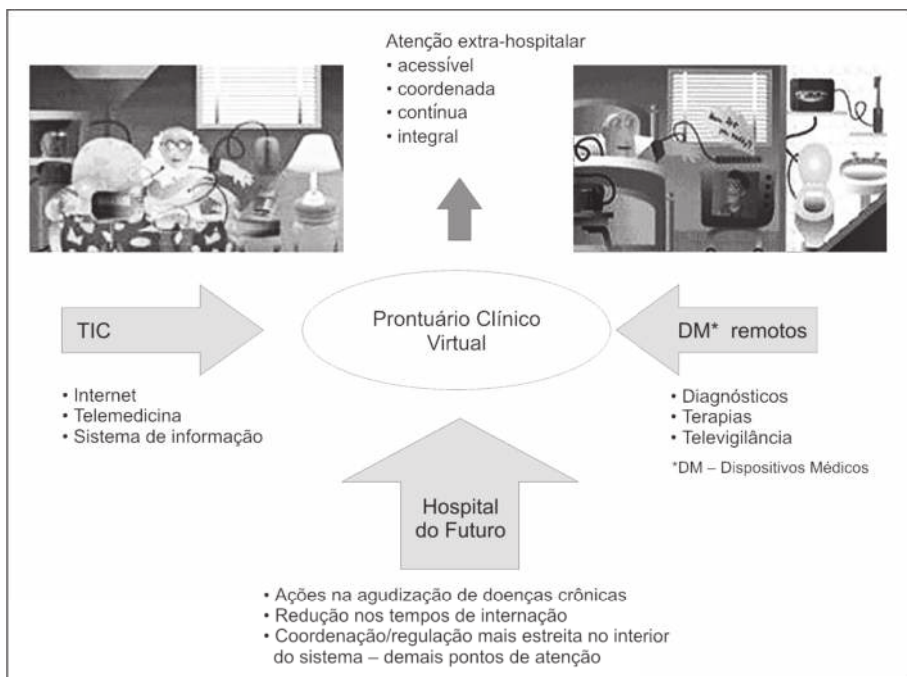 Atenção extra-hospitalar
• acessível
• coordenada
• contínua
• integral
TIC
Prontuário Clínico
Virtual
DM* remotos
• Internet
• Telemedicina
• Sistema de informação
• Diagnósticos
• Terapias
• Televigilância
*DM – Dispositivos Médicos
Hospital
do Futuro
• Ações na agudização de doenças crônicas
• Redução nos tempos de internação
• Coordenação/regulação mais estreita no interior
do sistema – demais pontos de atenção